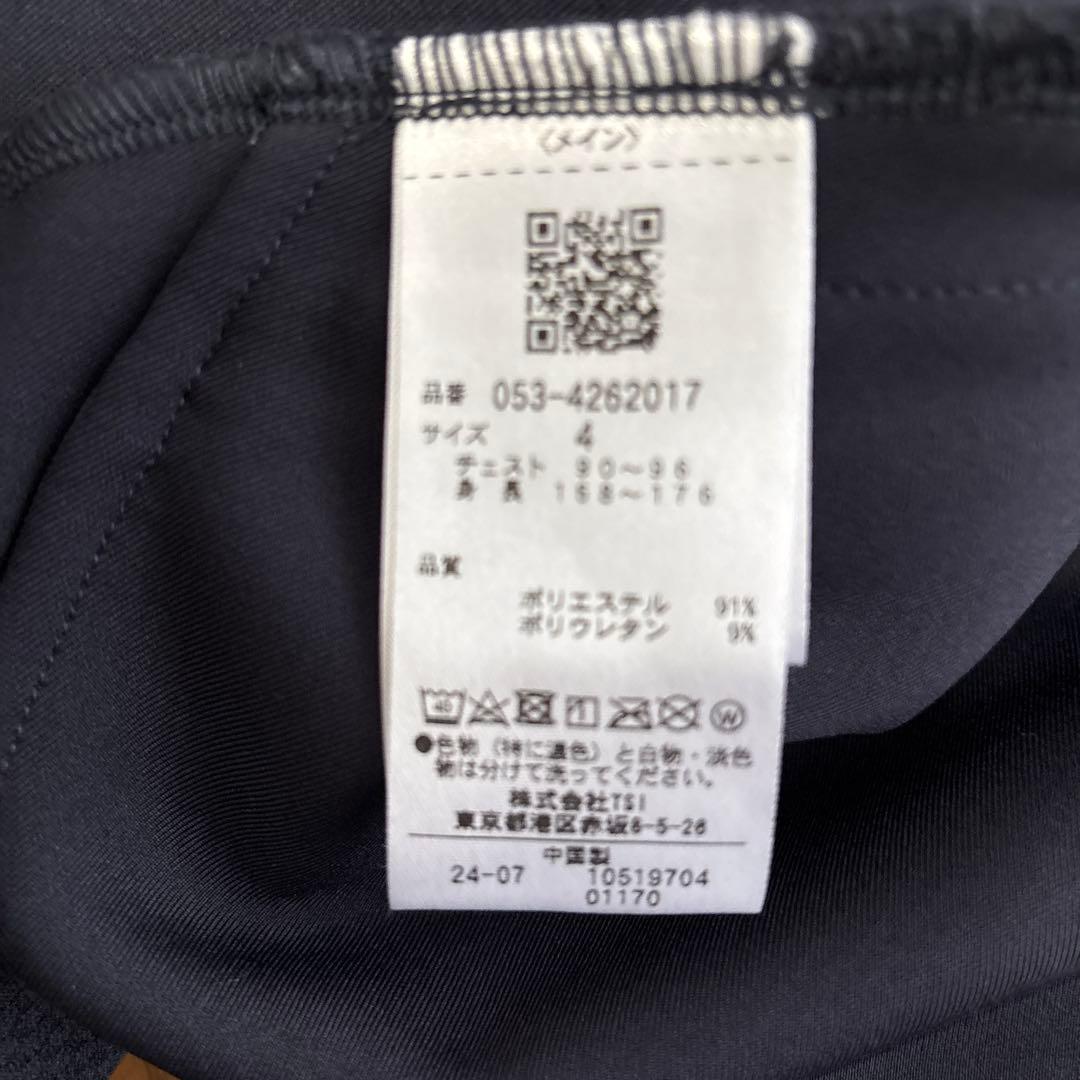 〈メイン〉
品番 053-4262017
サイズ 4
チェスト 90～96
身長 168～176
品質
ポリエステル 91%
ポリウレタン 9%
40
W
●色物（特に濃色）と白物・淡色
物は分けて洗ってください。
株式会社TSI
東京都港区赤坂8-5-26
中国製
24-07 10519704
01170